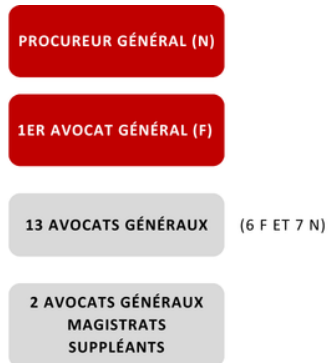 PROCUREUR GÉNÉRAL (N)
1ER AVOCAT GÉNÉRAL (F)
13 AVOCATS GÉNÉRAUX (6 F ET 7 N)
2 AVOCATS GÉNÉRAUX
MAGISTRATS
SUPPLÉANTS